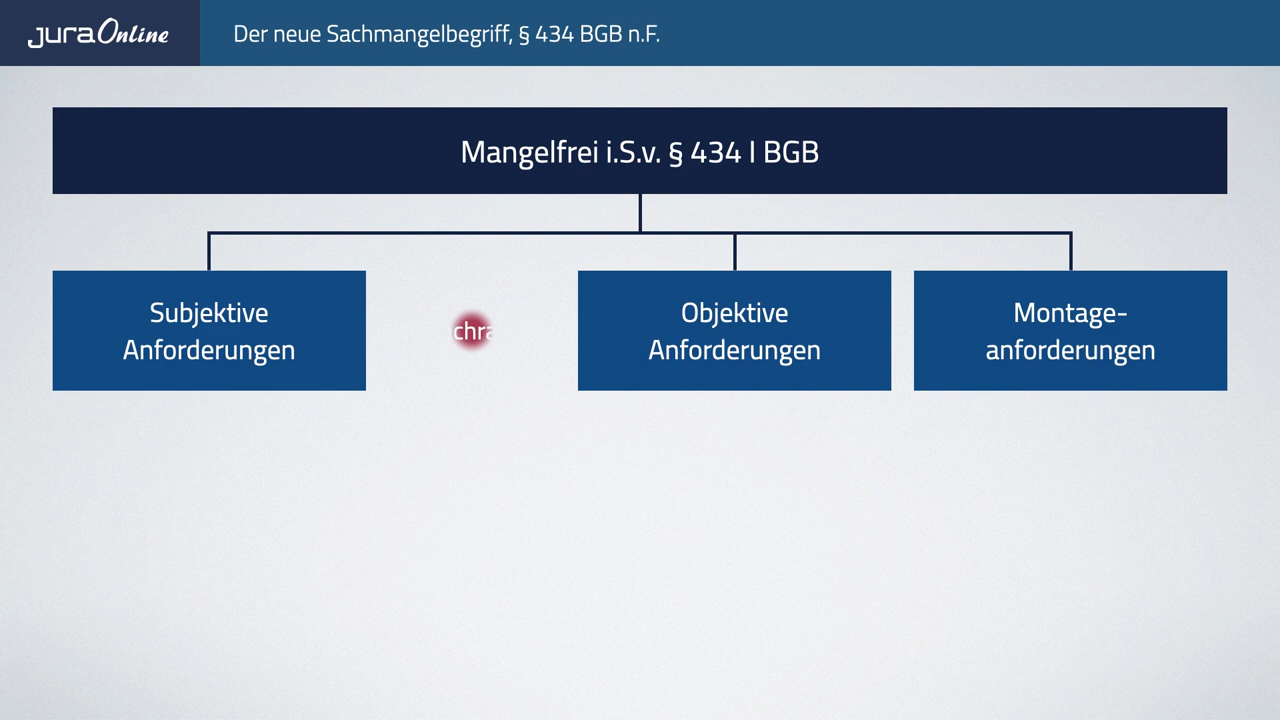 juraOnline
Der neue Sachmangelbegriff, § 434 BGB n.F.
Mangelfrei i.S.v. § 434 I BGB
Subjektive
Anforderungen
Objektive
Anforderungen
Montage-
anforderungen